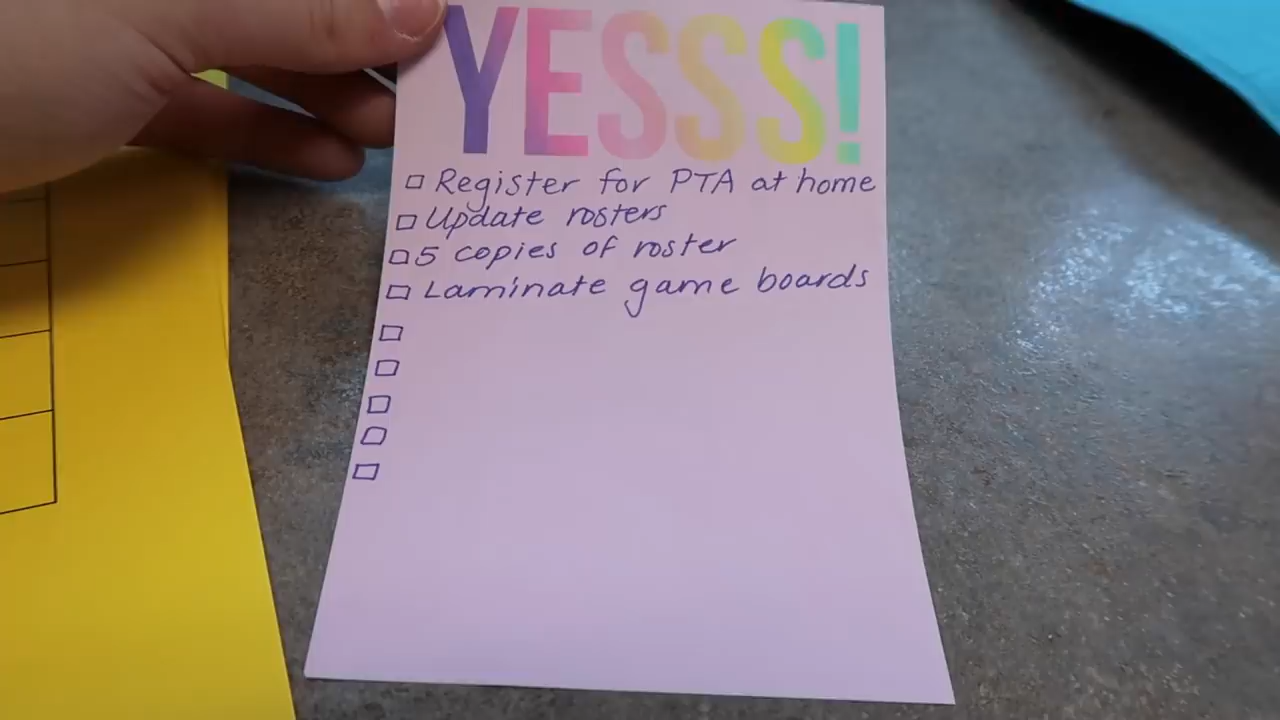 YESSS!
Register for PTA at home
Update rosters
5 copies of roster
Laminate game boards